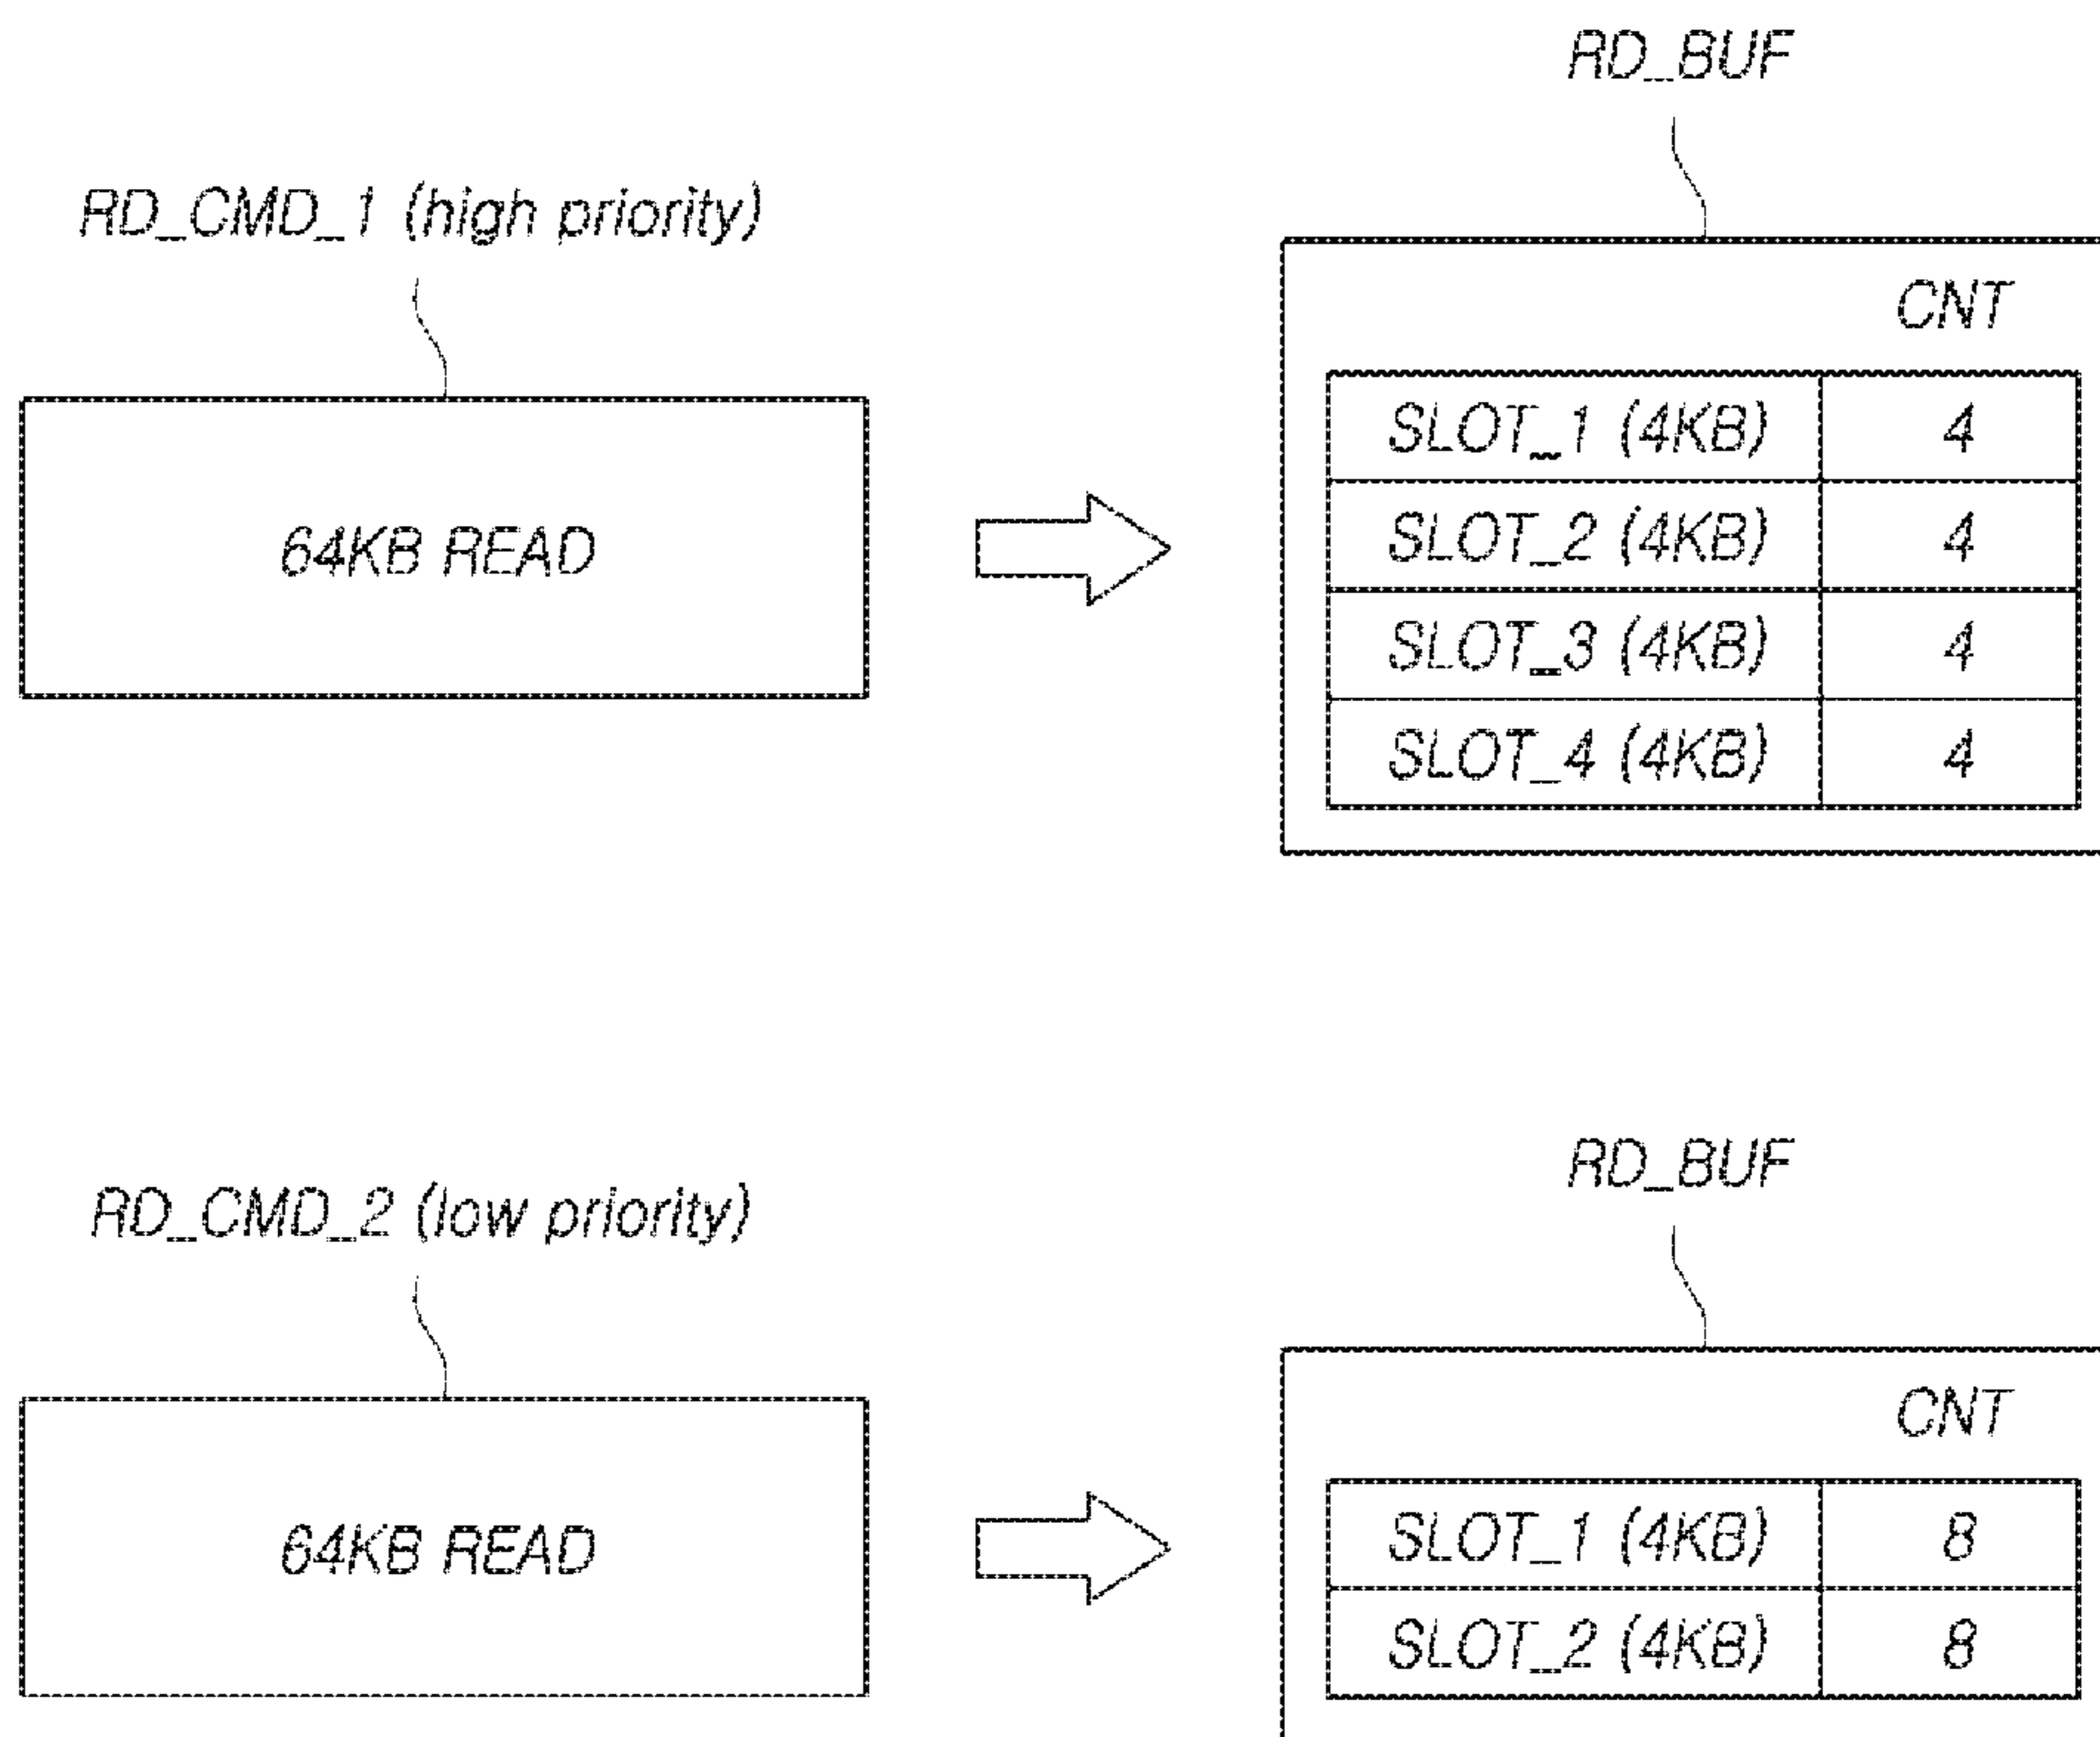 RD_BUF
RD_CMD_1 (high priority)
CNT
SLOT_1 (4KB) 4
64KB READ
SLOT_2 (4KB) 4
SLOT_3 (4KB) 4
SLOT_4 (4KB) 4
RD_BUF
RD_CMD_2 (low priority)
CNT
SLOT_1 (4KB) 8
64KB READ
SLOT_2 (4KB) 8